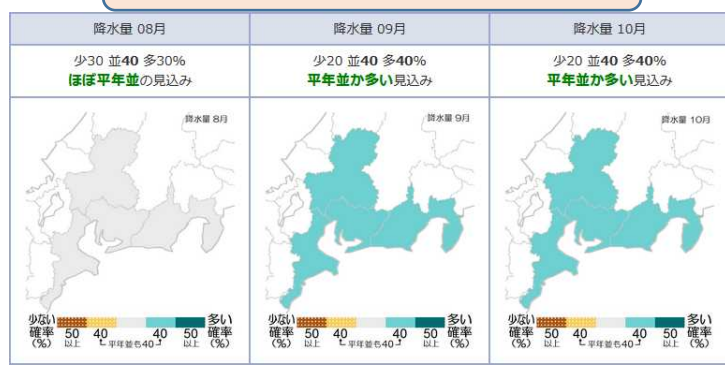 降水量 08月
降水量 09月
降水量 10月
少30 並40 多30%
ほぼ平年並の見込み
少20 並40 多40%
平年並か多い見込み
少20 並40 多40%
平年並か多い見込み
降水量 8月
降水量 9月
降水量 10月
少ない 多い
確率 50 40 40 50 確率
(%) 以上 平年並も40 以上 (%)
少ない 多い
確率 50 40 40 50 確率
(%) 以上 平年並も40 以上 (%)
少ない 多い
確率 50 40 40 50 確率
(%) 以上 平年並も40 以上 (%)